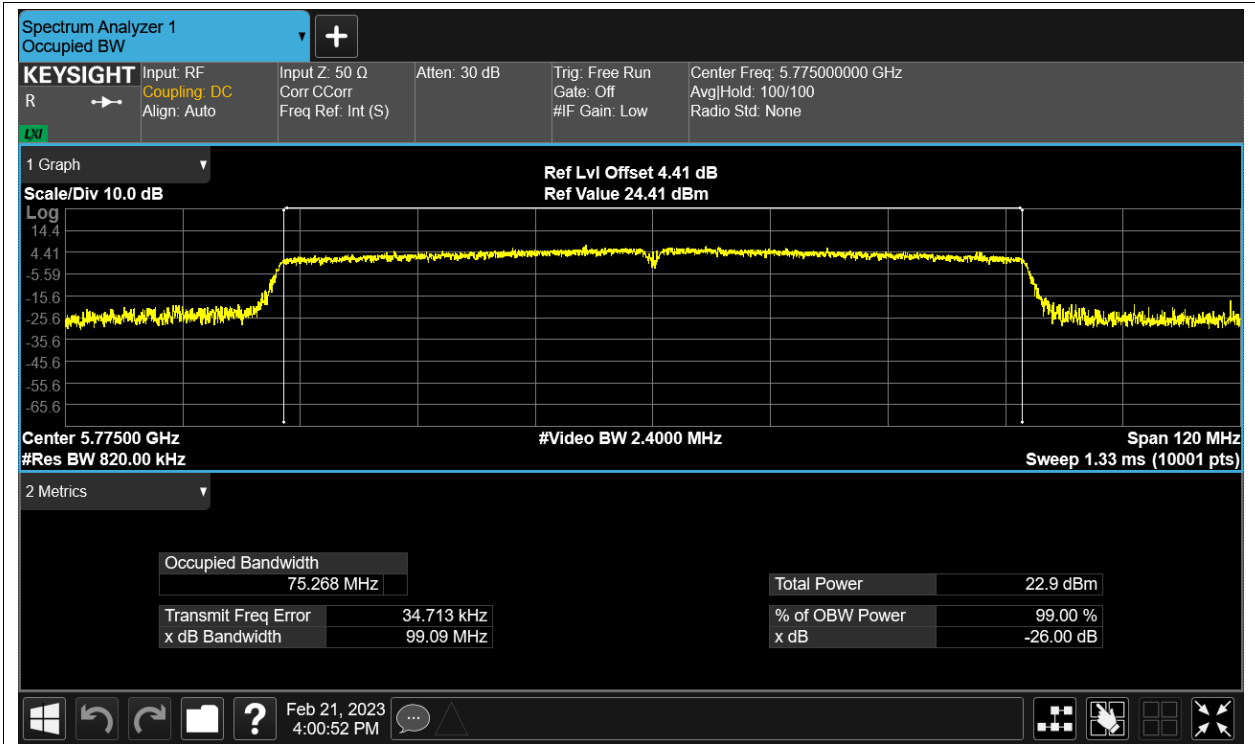 Spectrum Analyzer 1
Occupied BW
+
KEYSIGHT
R
LXI
Input: RF
Coupling: DC
Align: Auto
Input Z: 50 Ω
Corr CCorr
Freq Ref: Int (S)
Atten: 30 dB
Trig: Free Run
Gate: Off
#IF Gain: Low
Center Freq: 5.775000000 GHz
Avg|Hold: 100/100
Radio Std: None
1 Graph
Scale/Div 10.0 dB
Ref Lvl Offset 4.41 dB
Ref Value 24.41 dBm
Log
14.4
4.41
-5.59
-15.6
-25.6
-35.6
-45.6
-55.6
-65.6
Center 5.77500 GHz
#Video BW 2.4000 MHz
Span 120 MHz
#Res BW 820.00 kHz
Sweep 1.33 ms (10001 pts)
2 Metrics
Occupied Bandwidth
75.268 MHz
Transmit Freq Error 34.713 kHz
x dB Bandwidth 99.09 MHz
Total Power 22.9 dBm
% of OBW Power 99.00 %
x dB -26.00 dB
?
Feb 21, 2023
4:00:52 PM